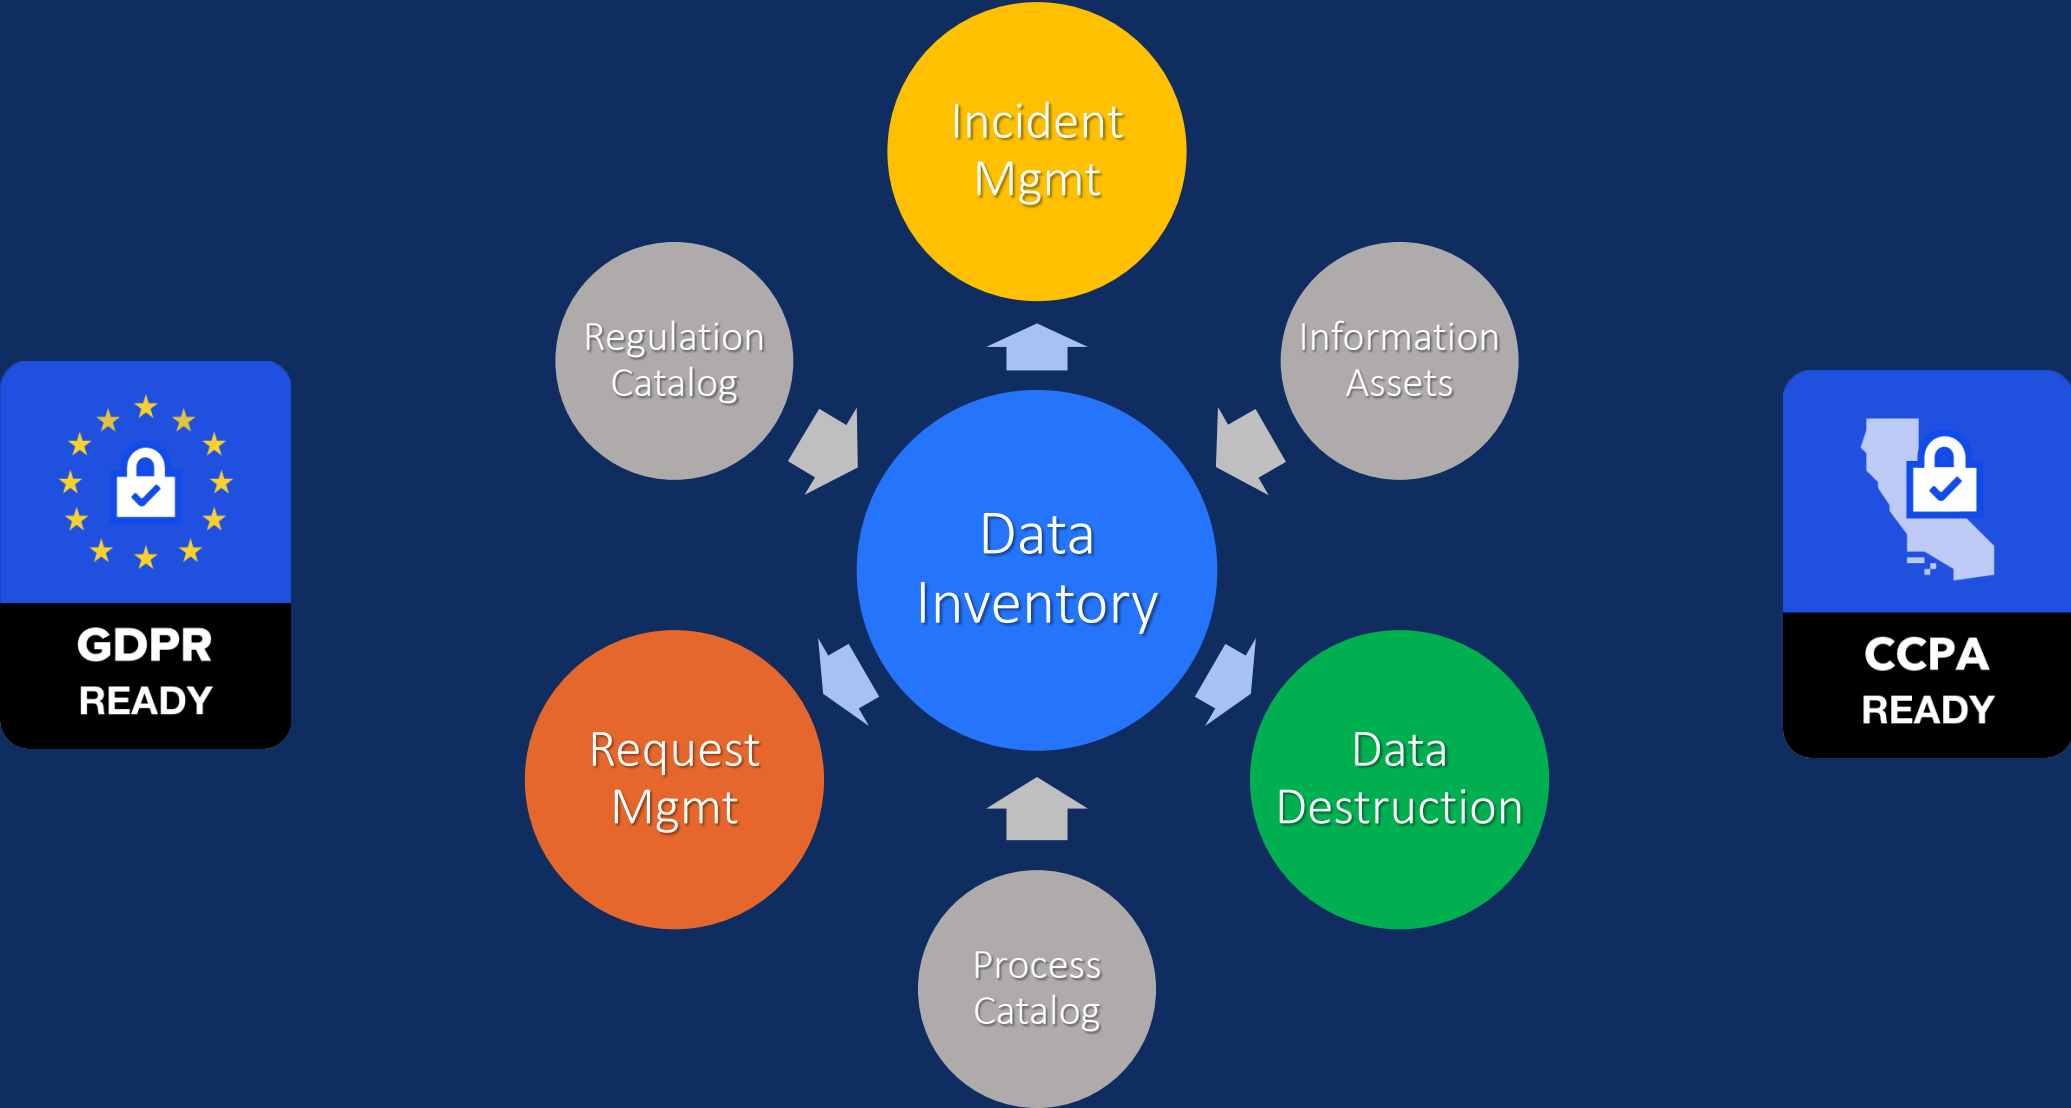 Incident
Mgmt
Regulation
Catalog
Information
Assets
Data
Inventory
GDPR
READY
CCPA
READY
Request
Mgmt
Data
Destruction
Process
Catalog